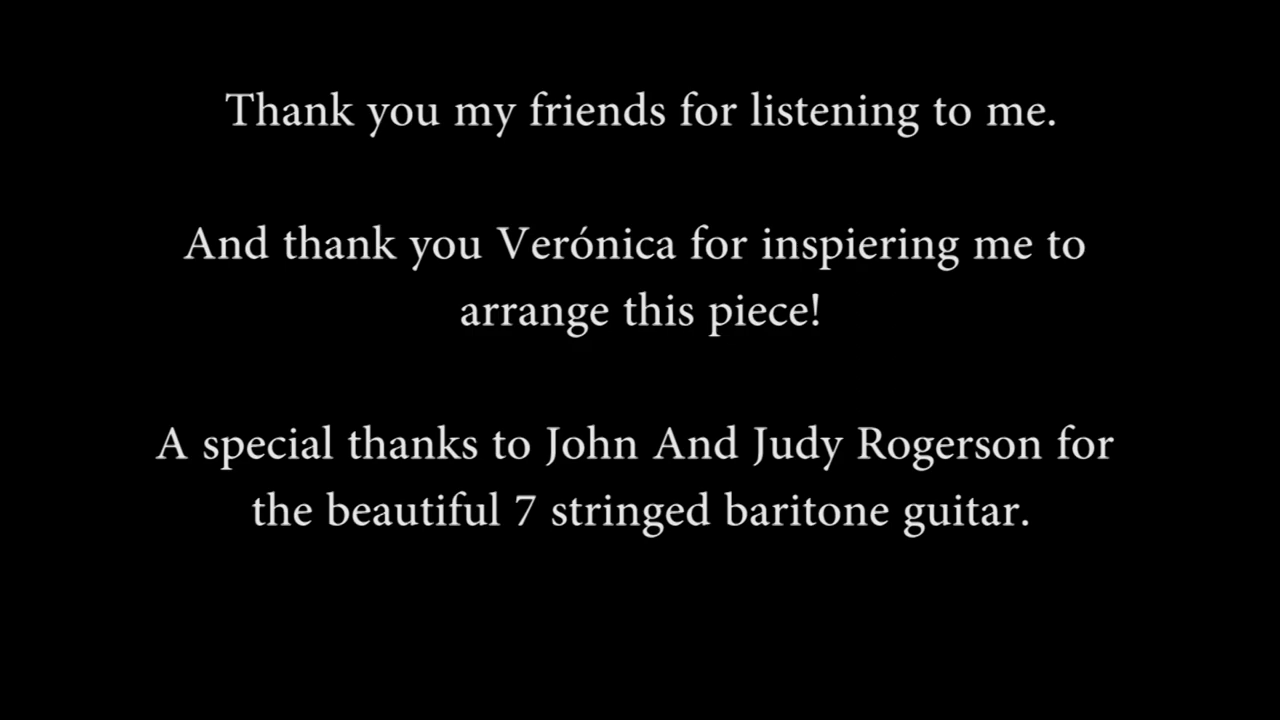 Thank you my friends for listening to me.
And thank you Verónica for inspiering me to
arrange this piece!
A special thanks to John And Judy Rogerson for
the beautiful 7 stringed baritone guitar.